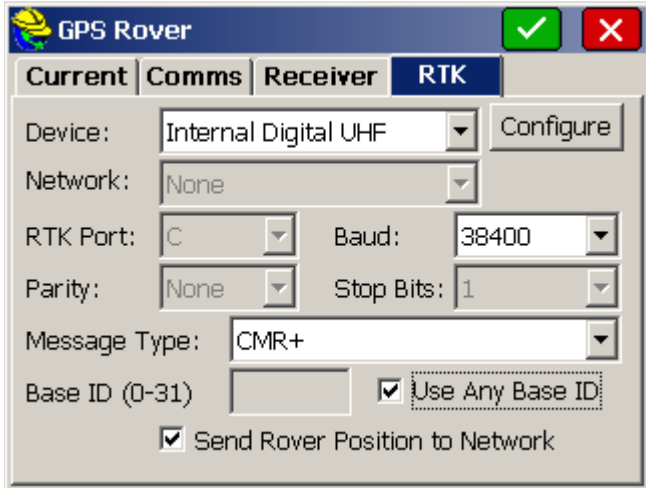 GPS Rover
Current Comms Receiver RTK
Device: Internal Digital UHF Configure
Network: None
RTK Port: C Baud: 38400
Parity: None Stop Bits: 1
Message Type: CMR+
Base ID (0-31) Use Any Base ID
Send Rover Position to Network